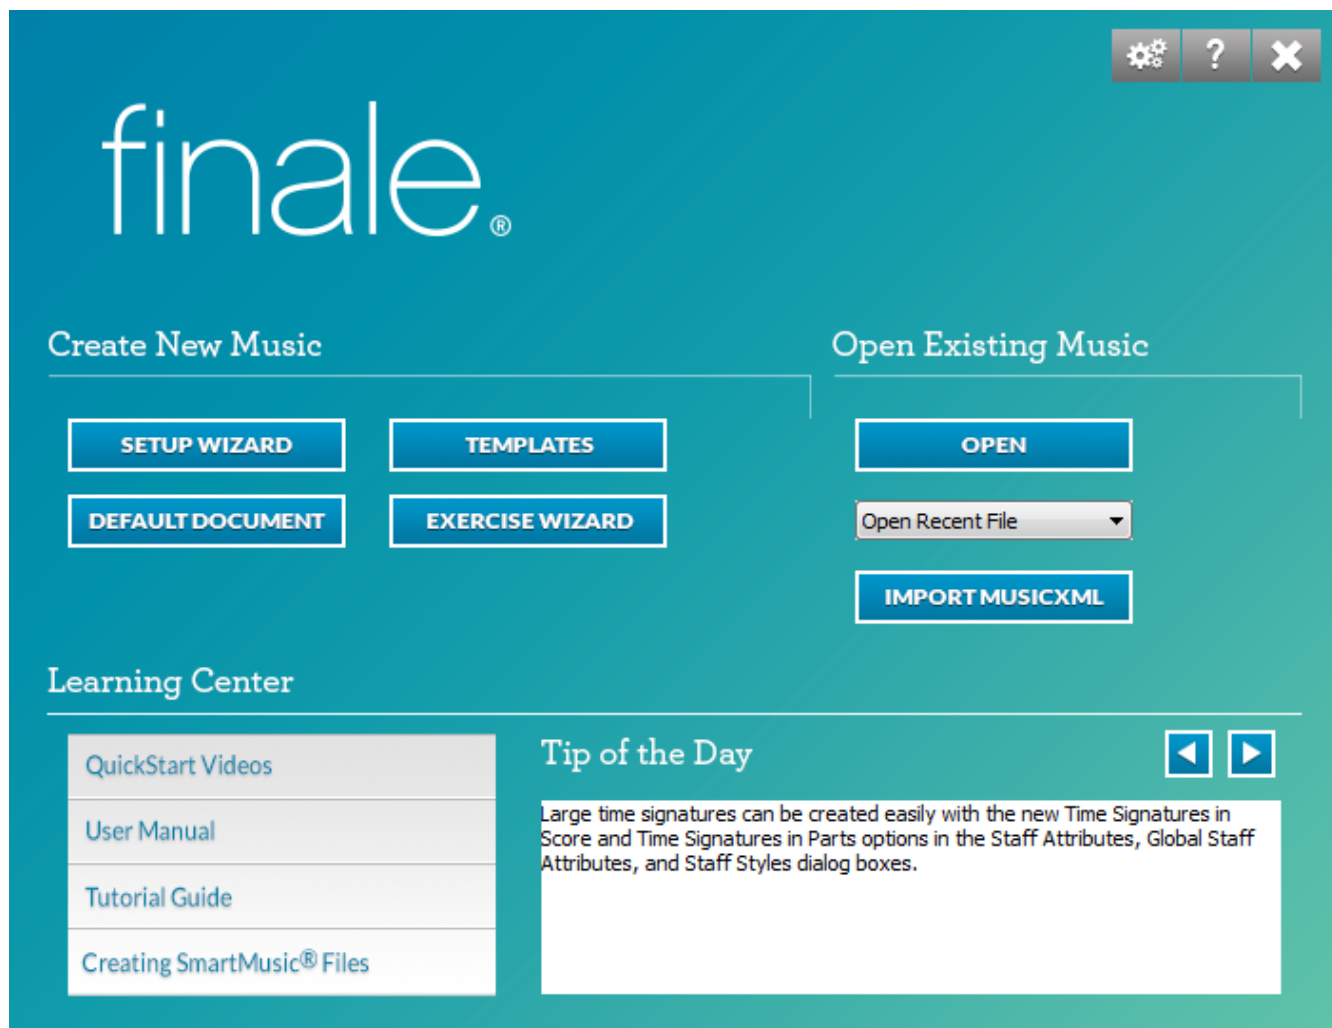 ?
finale®
Create New Music
Open Existing Music
SETUP WIZARD
TEMPLATES
OPEN
DEFAULT DOCUMENT
EXERCISE WIZARD
Open Recent File
IMPORT MUSICXML
Learning Center
QuickStart Videos
User Manual
Tutorial Guide
Creating SmartMusic® Files
Tip of the Day
Large time signatures can be created easily with the new Time Signatures in
Score and Time Signatures in Parts options in the Staff Attributes, Global Staff
Attributes, and Staff Styles dialog boxes.